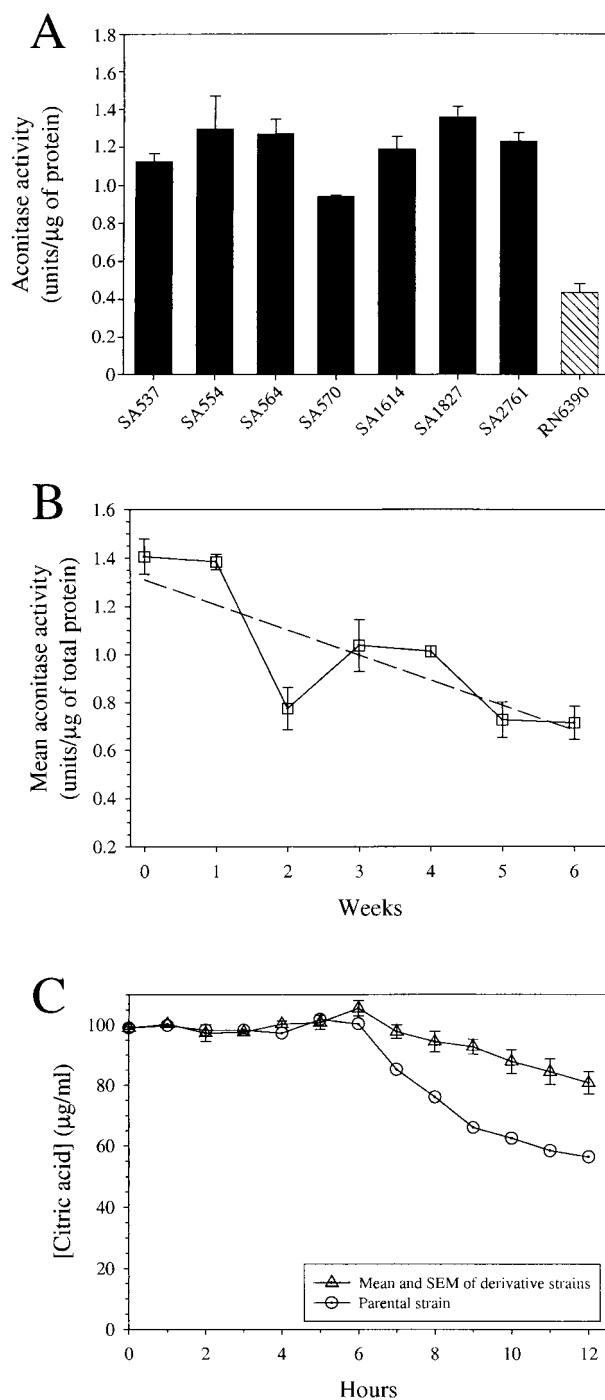 A
Aconitase activity
(units/µg of protein)
1.8
1.6
1.4
1.2
1.0
0.8
0.6
0.4
0.2
0
SA537
SA554
SA564
SA570
SA1614
SA1827
SA2761
RN6390
B
Mean aconitase activity
(units/µg of total protein)
1.6
1.4
1.2
1.0
0.8
0.6
0.4
0.2
0
1
2
3
4
5
6
Weeks
C
[Citric acid] (µg/ml)
100
80
60
40
20
0
Mean and SEM of derivative strains
Parental strain
0
2
4
6
8
10
12
Hours